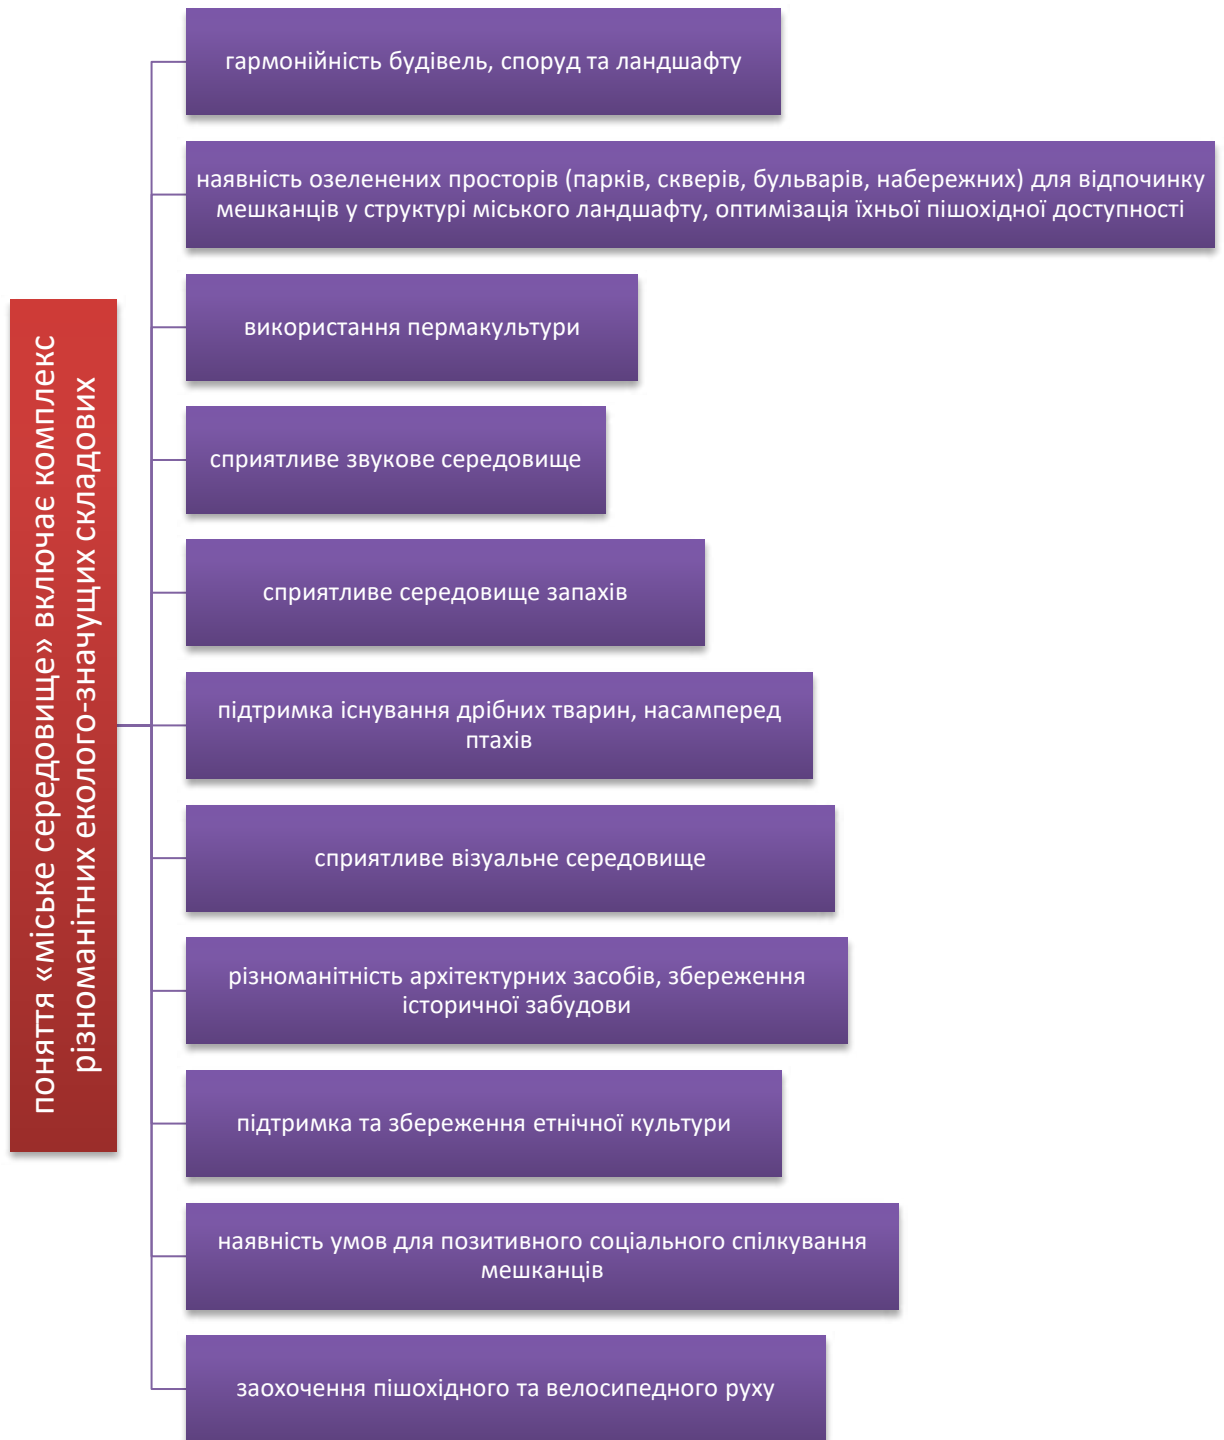 поняття «міське середовище» включає комплекс
різноманітних еколого-значущих складових
гармонійність будівель, споруд та ландшафту
наявність озеленених просторів (парків, скверів, бульварів, набережних) для відпочинку
мешканців у структурі міського ландшафту, оптимізація їхньої пішохідної доступності
використання пермакультури
сприятливе звукове середовище
сприятливе середовище запахів
підтримка існування дрібних тварин, насамперед
птахів
сприятливе візуальне середовище
різноманітність архітектурних засобів, збереження
історичної забудови
підтримка та збереження етнічної культури
наявність умов для позитивного соціального спілкування
мешканців
заохочення пішохідного та велосипедного руху